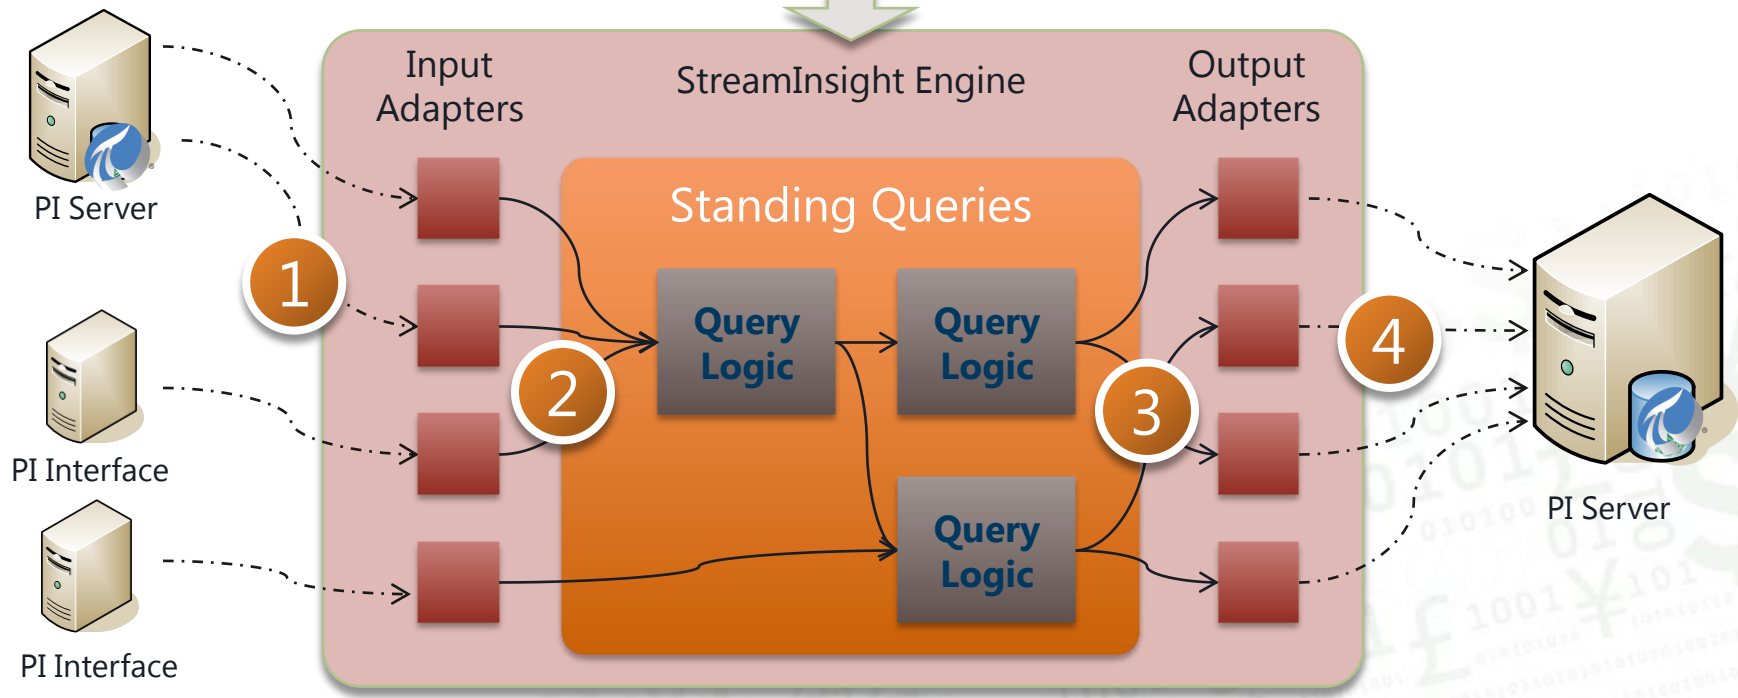 Input
Adapters
StreamInsight Engine
Output
Adapters
PI Server
Standing Queries
1
Query
Logic
Query
Logic
2
3
4
PI Interface
Query
Logic
PI Server
PI Interface